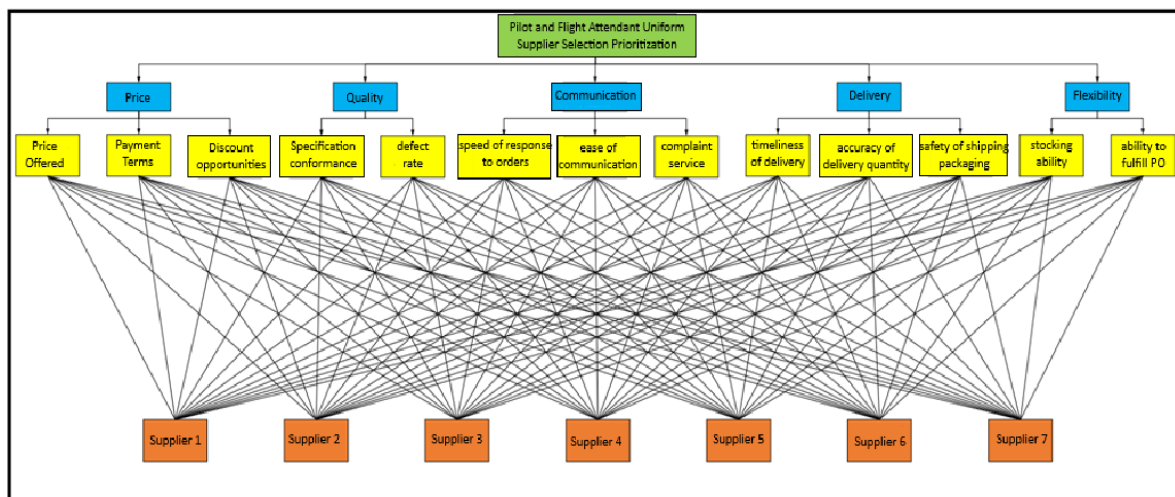 Pilot and Flight Attendant Uniform
Supplier Selection Prioritization
Price
Quality
Communication
Delivery
Flexibility
Price
Offered
Payment
Terms
Discount
opportunities
Specification
conformance
defect
rate
speed of response
to orders
ease of
communication
complaint
service
timeliness
of delivery
accuracy of
delivery quantity
safety of shipping
packaging
stocking
ability
ability to
fulfill PO
Supplier 1
Supplier 2
Supplier 3
Supplier 4
Supplier 5
Supplier 6
Supplier 7